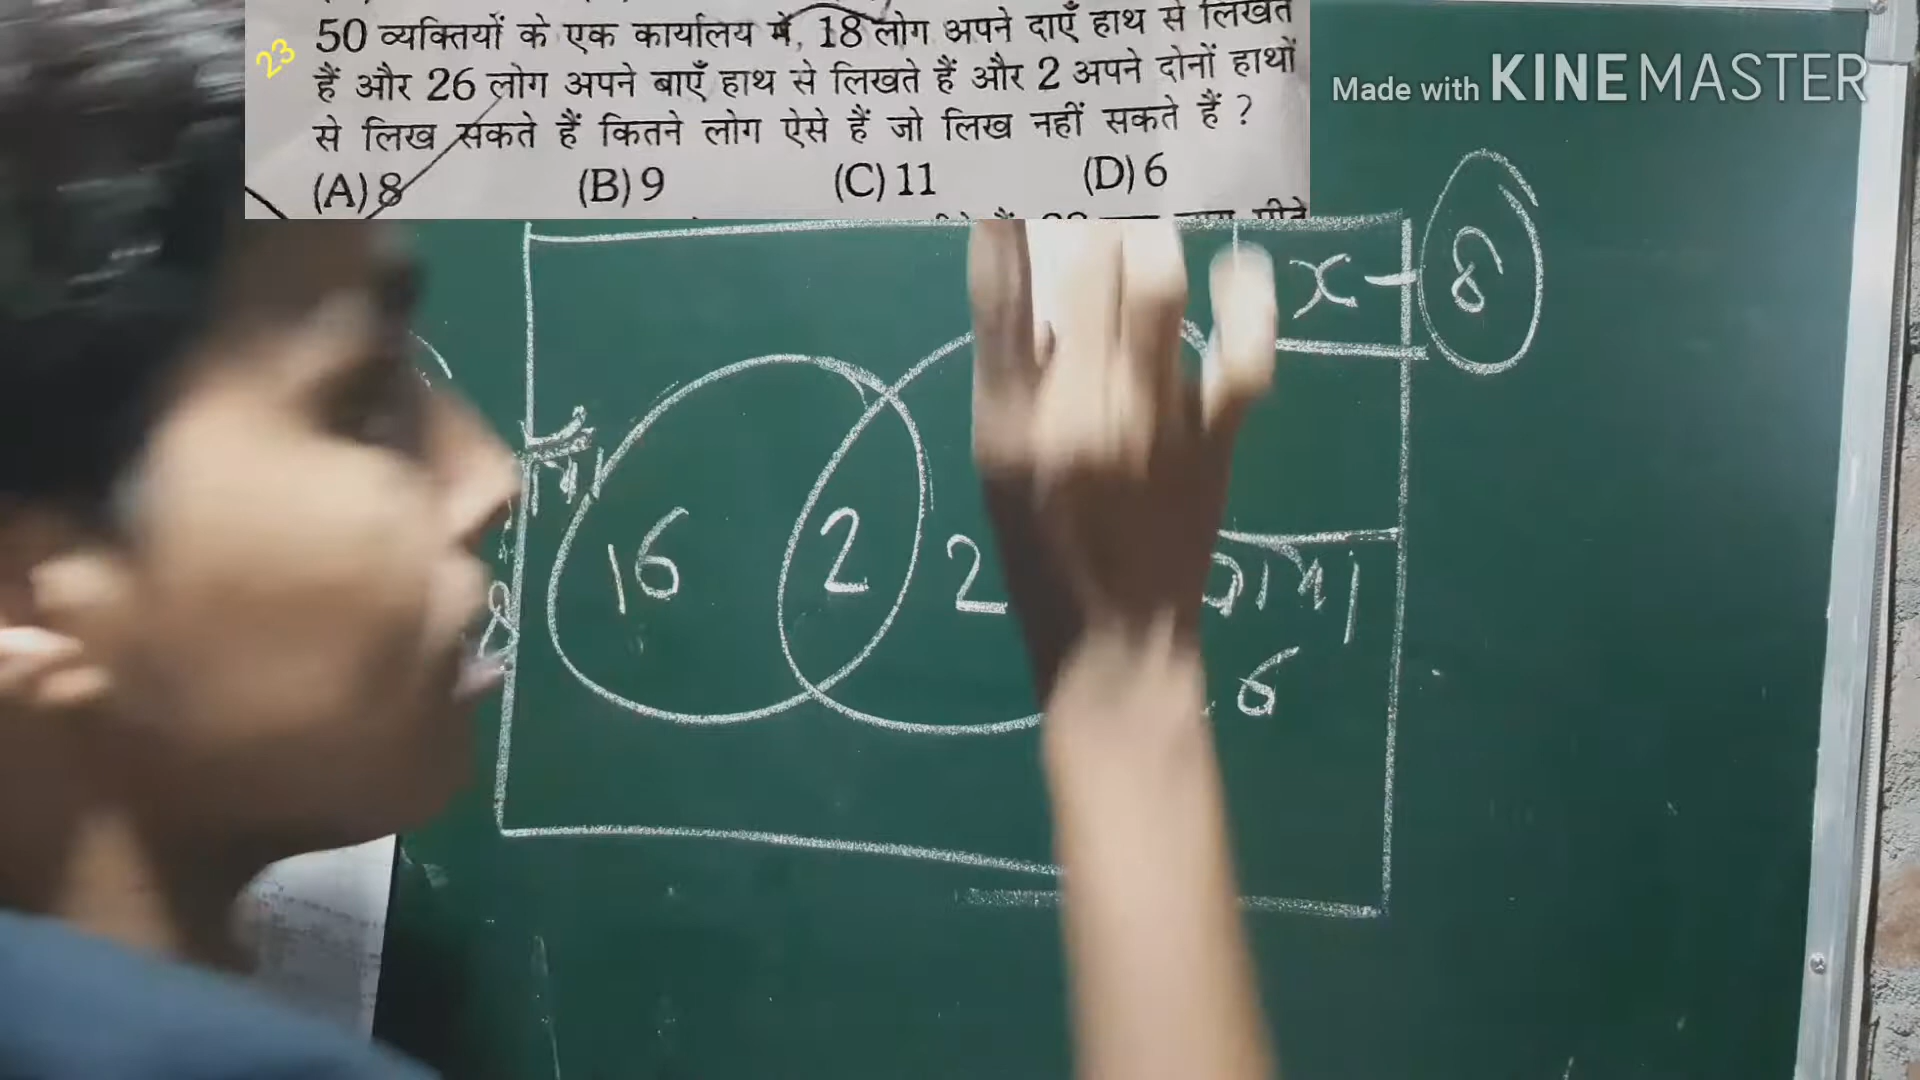 23
50 व्यक्तियों के एक कार्यालय में, 18 लोग अपने दाएँ हाथ से लिखते
हैं और 26 लोग अपने बाएँ हाथ से लिखते हैं और 2 अपने दोनों हाथों
से लिख सकते हैं कितने लोग ऐसे हैं जो लिख नहीं सकते हैं ?
(A) 8 (B) 9 (C) 11 (D) 6
Made with KINEMASTER
x - 8
16 2 2
8
6